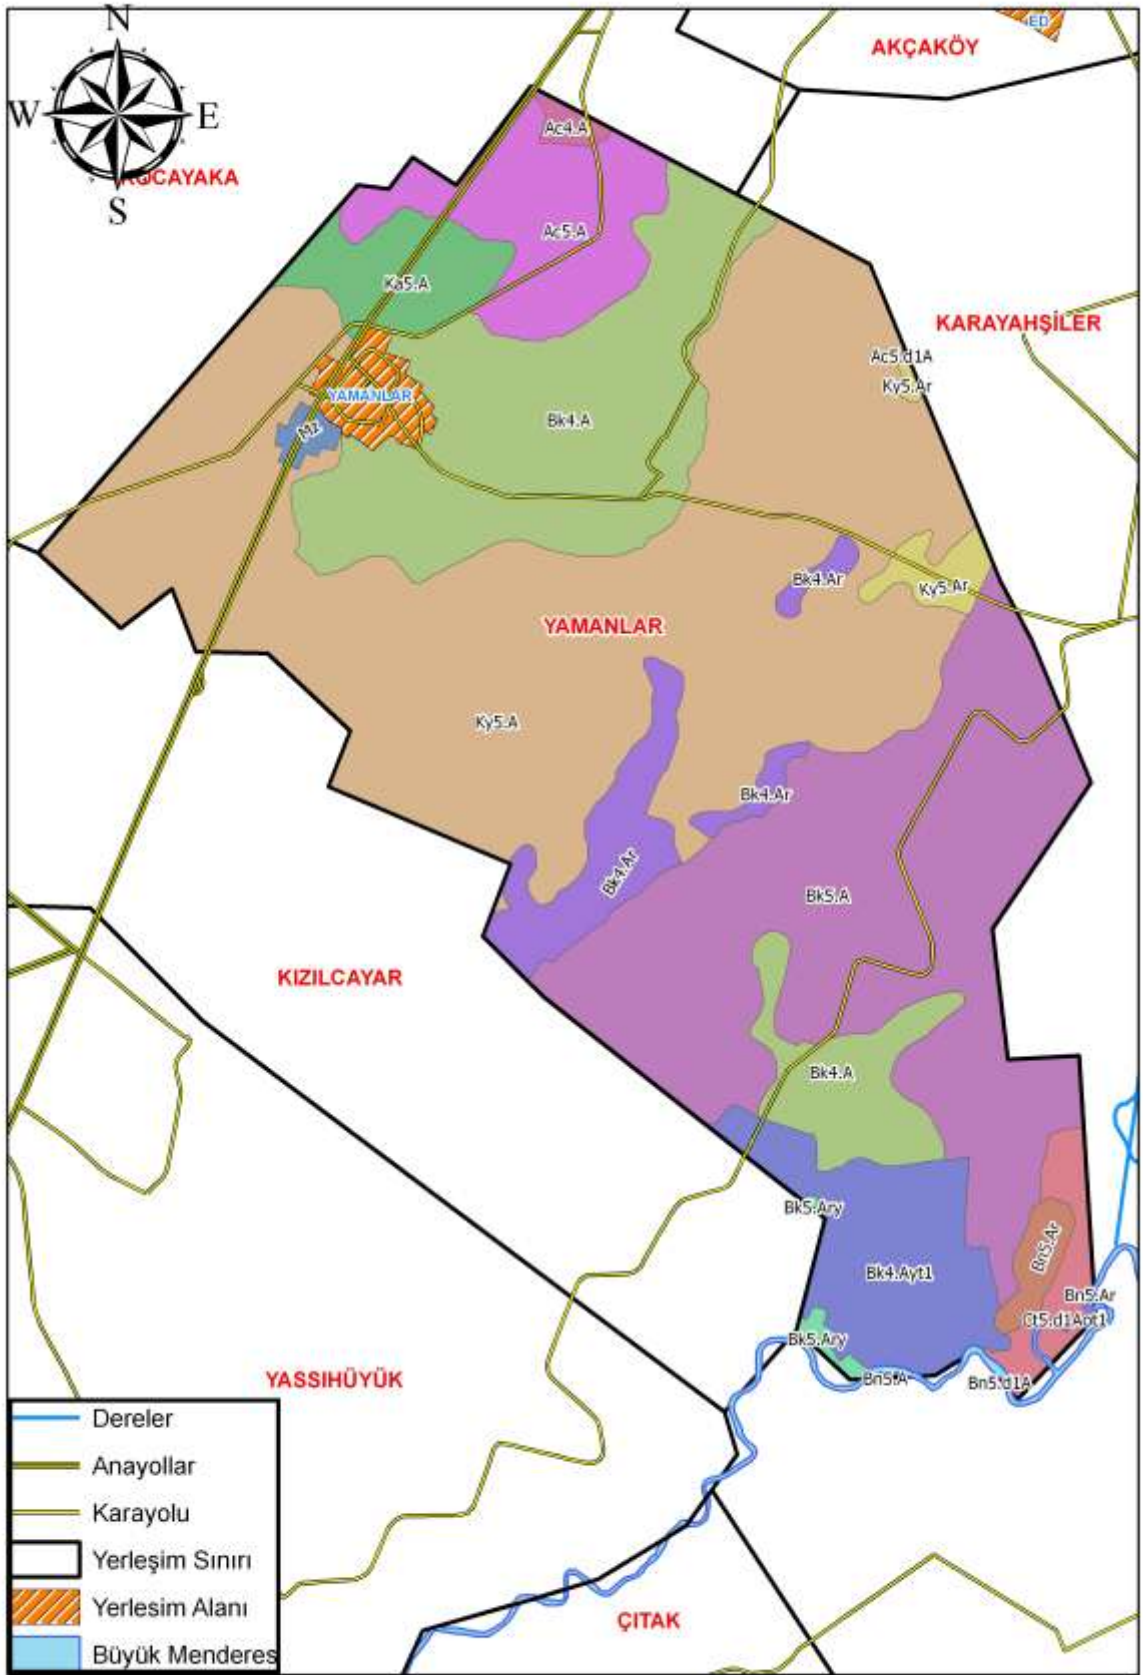 N
ED
AKÇAKÖY
W
E
Ac4.A
KOCAYAKA
S
Ac5.A
Ka5.A
KARAYAHŞİLER
Ac5.d1A
Ky5.Ar
YAMANLAR
Bk4.A
Mz
Bk4.Ar
Ky5.Ar
YAMANLAR
Ky5.A
Bk4.Ar
Bk4.Ar
Bk5.A
KIZILCAYAR
Bk4.A
Bk5.Ary
Bn5.Ar
Bk4.Ayt1
Bn5.Ar
Ct5.d1Aot1
Bk5.Ary
YASSIHÜYÜK
Bn5.A
Bn5.d1A
Dereler
Anayollar
Karayolu
Yerleşim Sınırı
Yerlesim Alanı
ÇITAK
Büyük Menderes